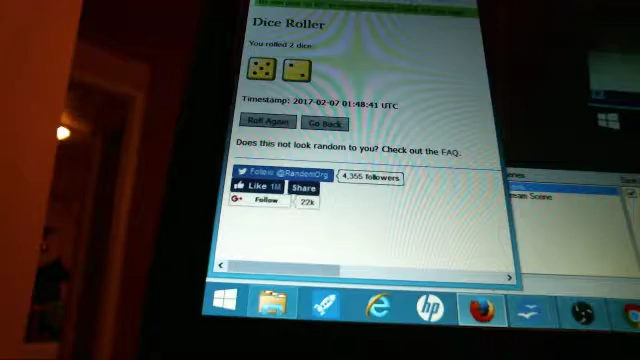 Dice Roller
You rolled 2 dice:
Timestamp: 2017-02-07 01:48:41 UTC
Roll Again
Go Back
Does this not look random to you? Check out the FAQ.
Follow @RandomOrg
4,355 followers
Like 1M
Share
G+ Follow
22k
hp